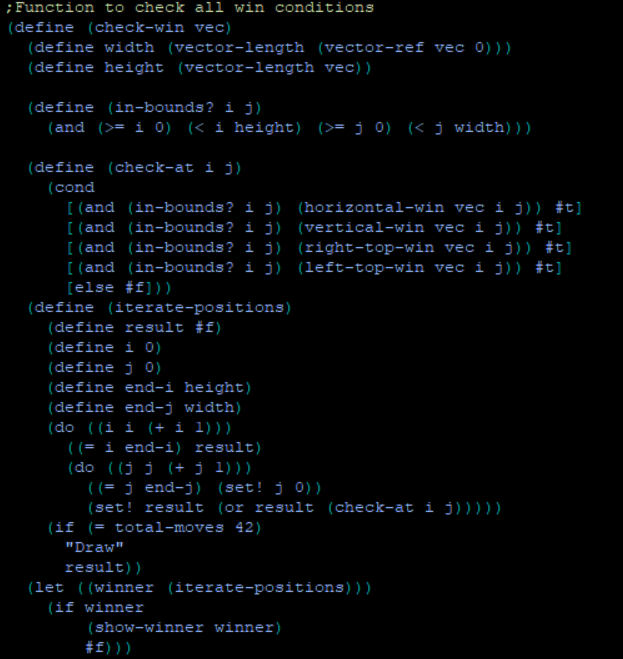 ;Function to check all win conditions
(define (check-win vec)
  (define width (vector-length (vector-ref vec 0)))
  (define height (vector-length vec))

  (define (in-bounds? i j)
    (and (>= i 0) (< i height) (>= j 0) (< j width)))

  (define (check-at i j)
    (cond
      [(and (in-bounds? i j) (horizontal-win vec i j)) #t]
      [(and (in-bounds? i j) (vertical-win vec i j)) #t]
      [(and (in-bounds? i j) (right-top-win vec i j)) #t]
      [(and (in-bounds? i j) (left-top-win vec i j)) #t]
      [else #f]))
  (define (iterate-positions)
    (define result #f)
    (define i 0)
    (define j 0)
    (define end-i height)
    (define end-j width)
    (do ((i i (+ i 1)))
      ((= i end-i) result)
      (do ((j j (+ j 1)))
        ((= j end-j) (set! j 0))
        (set! result (or result (check-at i j)))))
    (if (= total-moves 42)
      "Draw"
      result))
  (let ((winner (iterate-positions)))
    (if winner
        (show-winner winner)
        #f)))